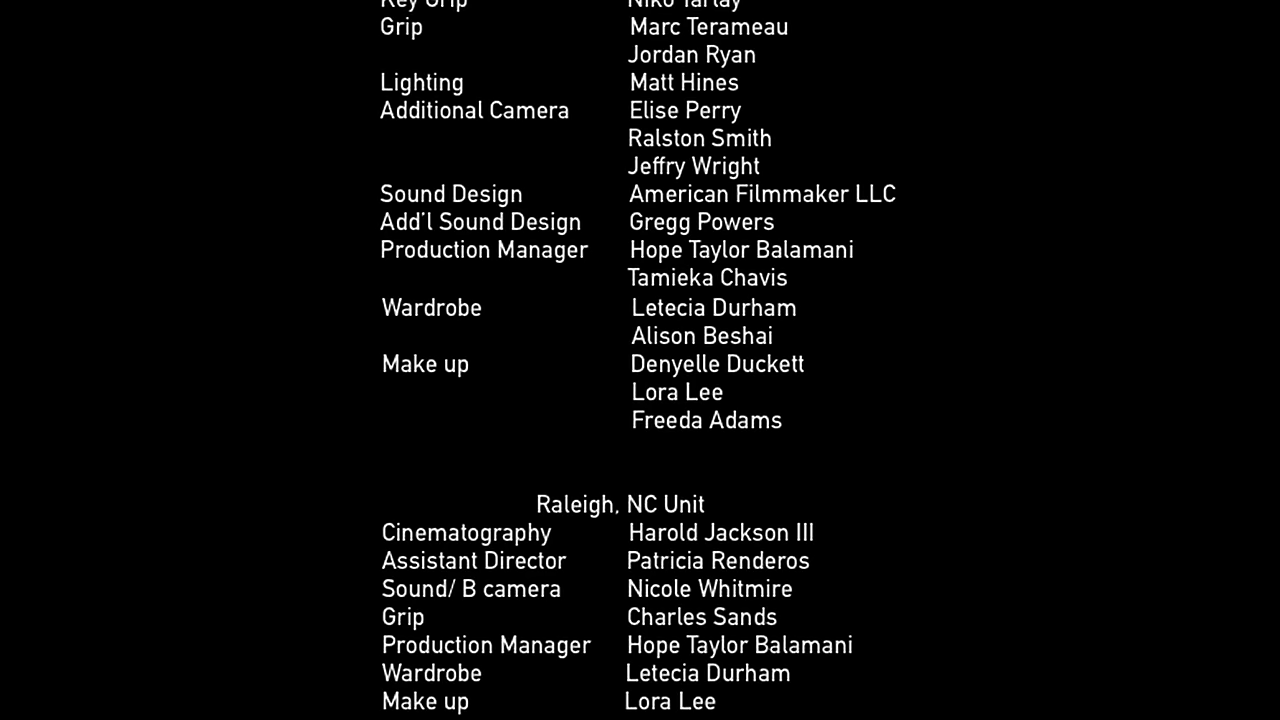 Key Grip Niko Tarlay
Grip Marc Terameau
Jordan Ryan
Lighting Matt Hines
Additional Camera Elise Perry
Ralston Smith
Jeffry Wright
Sound Design American Filmmaker LLC
Add'l Sound Design Gregg Powers
Production Manager Hope Taylor Balamani
Tamieka Chavis
Wardrobe Letecia Durham
Alison Beshai
Make up Denyelle Duckett
Lora Lee
Freeda Adams
Raleigh, NC Unit
Cinematography Harold Jackson III
Assistant Director Patricia Renderos
Sound/ B camera Nicole Whitmire
Grip Charles Sands
Production Manager Hope Taylor Balamani
Wardrobe Letecia Durham
Make up Lora Lee